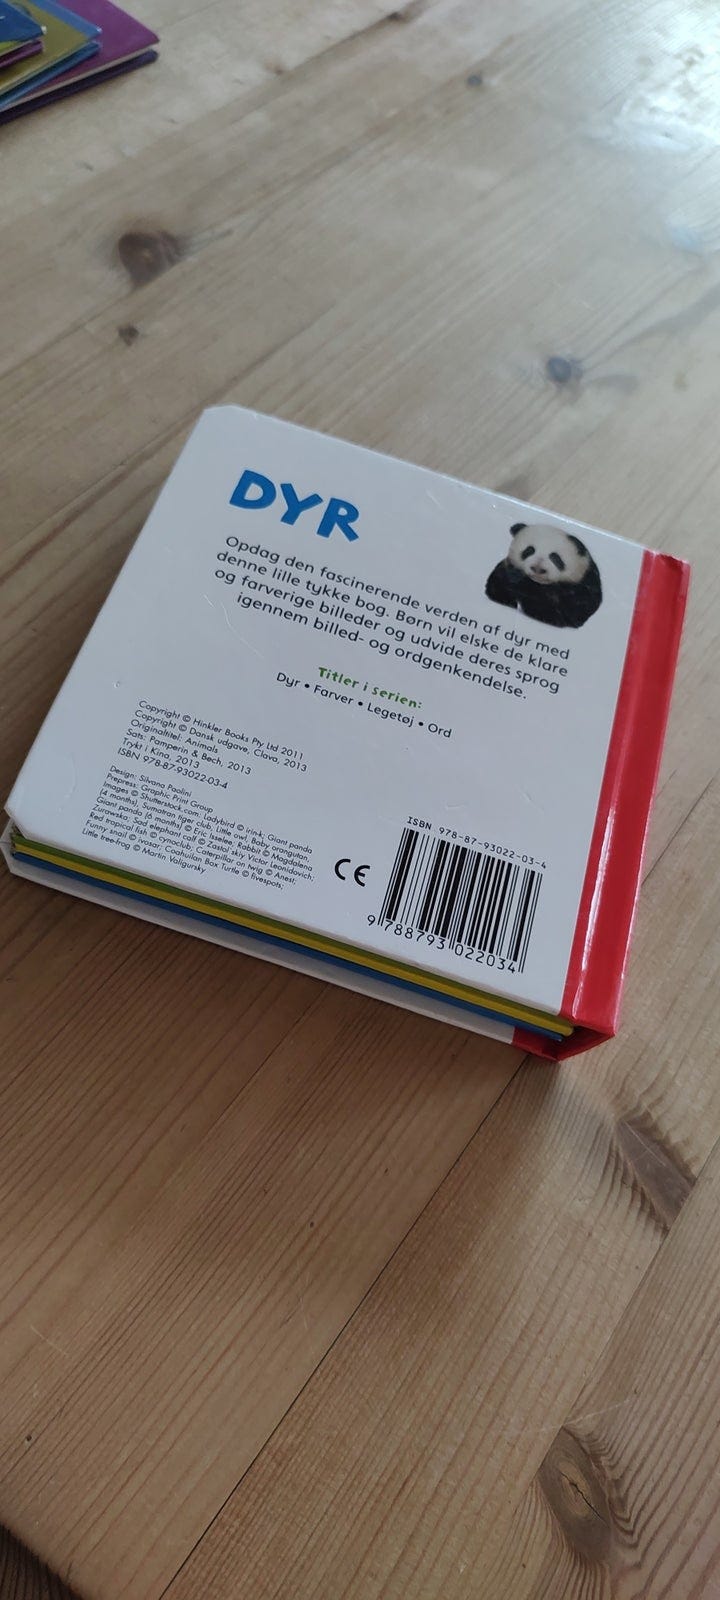 DYR
Opdag den fascinerende verden af dyr med
denne lille tykke bog. Børn vil elske de klare
og farverige billeder og udvide deres sprog
igennem billed- og ordgenkendelse.
Titler i serien:
Dyr • Farver • Legetøj • Ord
Copyright © Hinkler Books Pty Ltd 2011
Copyright © Dansk udgave, Clava, 2013
Originaltitel: Animals
Sats: Pamperin & Bech, 2013
Trykt i Kina, 2013
ISBN 978-87-93022-03-4
Design: Silvana Paolini
Prepress: Graphic Print Group
Images © Shutterstock.com: Ladybird © irin-k; Giant panda
(4 months), Sumatran tiger club, Little owl, Baby orangutan,
Giant panda (6 months) © Eric Isselee; Rabbit © Magdalena
Zurawska; Sad elephant calf © Zastol`skiy Victor Leonidovich;
Red tropical fish © cynoclub; Caterpillar on twig © Anest;
Funny snail © ivosar; Coahuilan Box Turtle © fivespots;
Little tree-frog © Martin Valigursky
CE
ISBN 978-87-93022-03-4
9 788793 022034